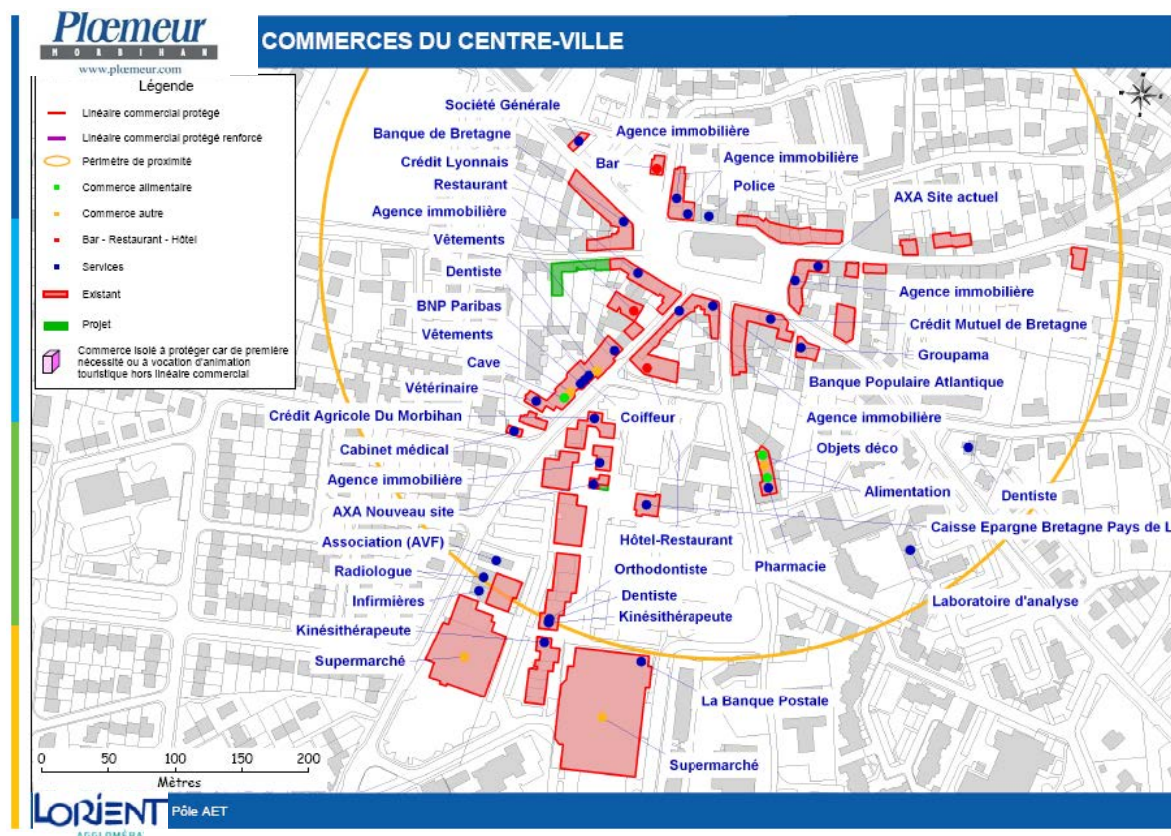 Plœmeur
MORBIHAN
www.plœmeur.com
COMMERCES DU CENTRE-VILLE
Légende
Linéaire commercial protégé
Linéaire commercial protégé renforcé
Périmètre de proximité
Commerce alimentaire
Commerce autre
Bar - Restaurant - Hôtel
Services
Existant
Projet
Commerce isolé à protéger car de première
nécessité ou à vocation d'animation
touristique hors linéaire commercial
Société Générale
Agence immobilière
Banque de Bretagne
Bar
Agence immobilière
Crédit Lyonnais
Police
Restaurant
AXA Site actuel
Agence immobilière
Vêtements
Dentiste
Agence immobilière
BNP Paribas
Crédit Mutuel de Bretagne
Vêtements
Groupama
Cave
Banque Populaire Atlantique
Vétérinaire
Crédit Agricole Du Morbihan
Coiffeur
Agence immobilière
Cabinet médical
Objets déco
Agence immobilière
Alimentation
Dentiste
AXA Nouveau site
Caisse Epargne Bretagne Pays de L
Hôtel-Restaurant
Association (AVF)
Pharmacie
Radiologue
Orthodontiste
Infirmières
Dentiste
Laboratoire d'analyse
Kinésithérapeute
Kinésithérapeute
Supermarché
La Banque Postale
Supermarché
0 50 100 150 200
Mètres
LORIENT
AGGLOMÉRA
Pôle AET